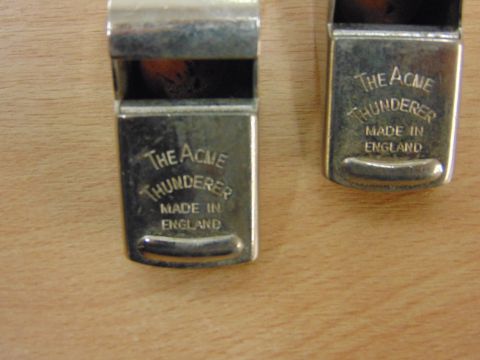 The Acme
Thunderer
MADE IN
ENGLAND
The Acme
Thunderer
MADE IN
ENGLAND